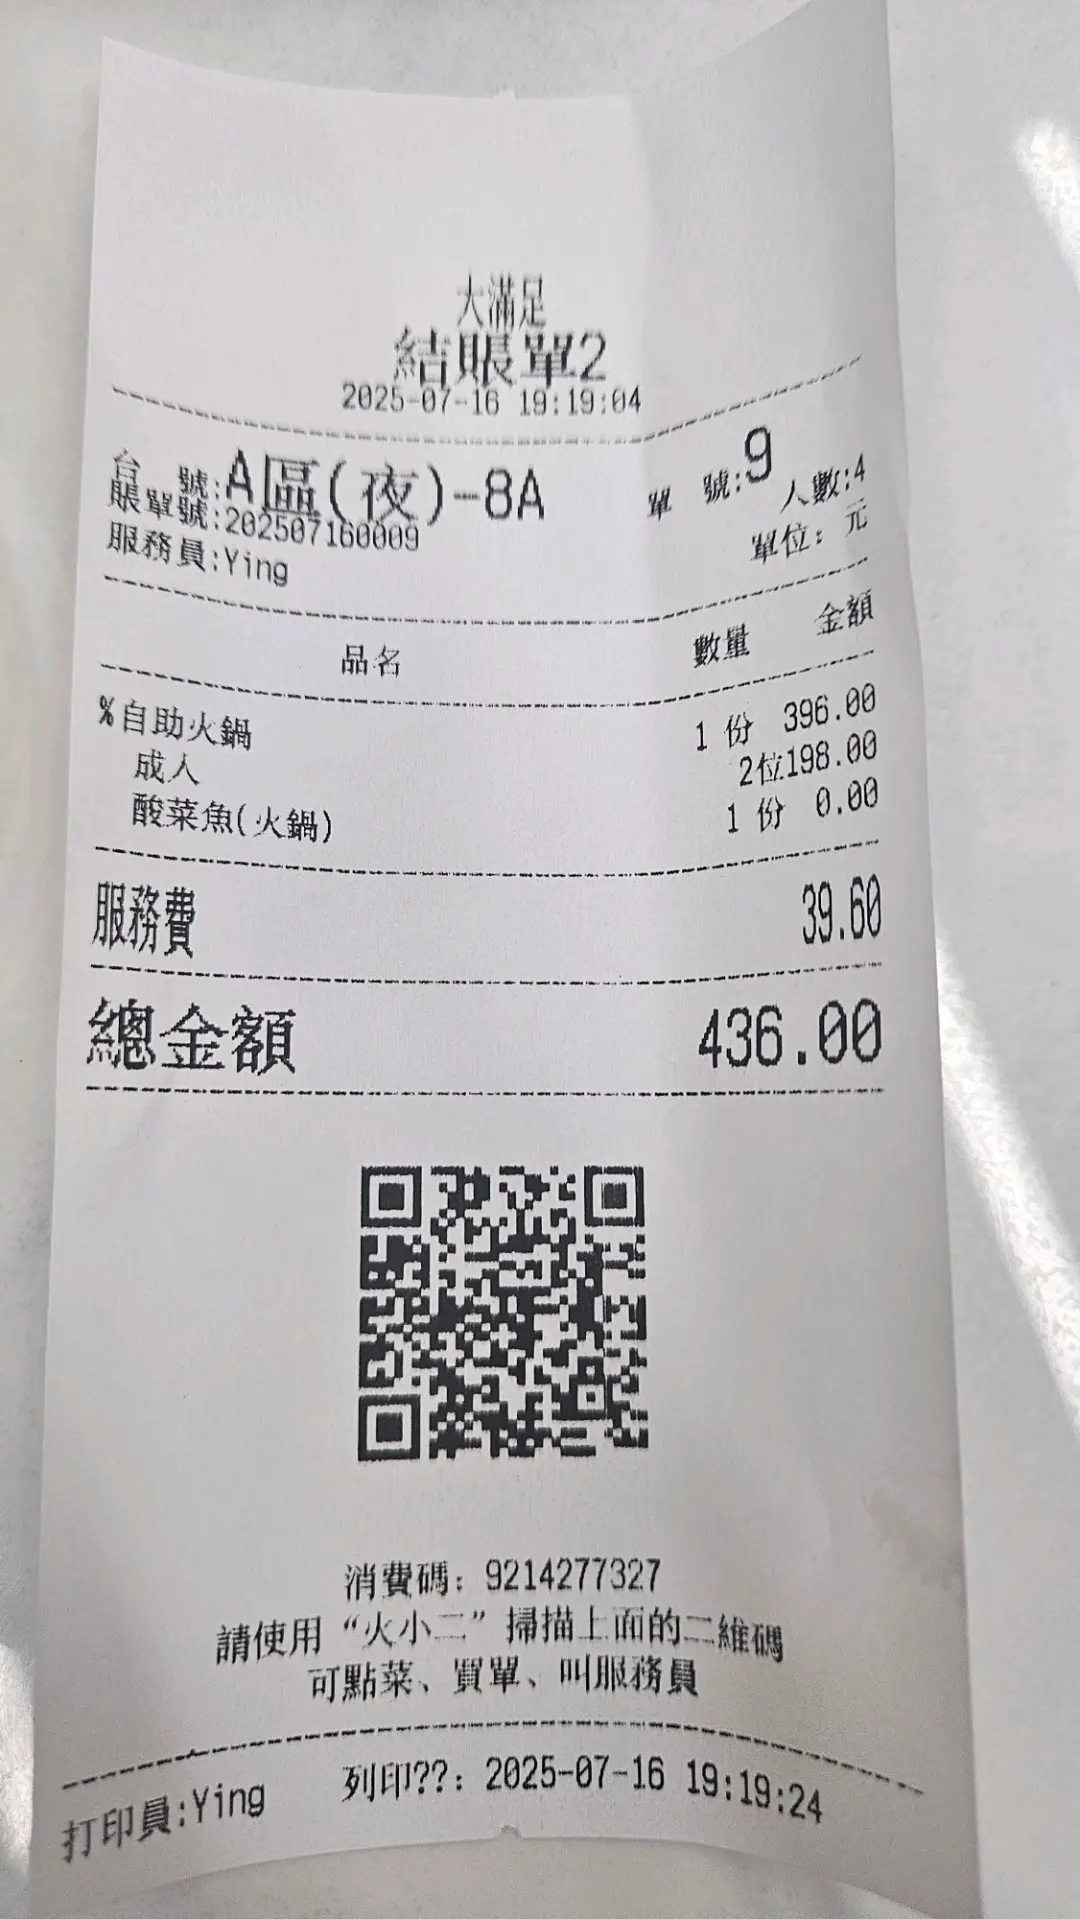 大滿足
結賬單2
2025-07-16 19:19:04
台 號:A區(夜)-8A 單 號:9
賬單號:202507160009 人數:4
服務員:Ying 單位: 元
品名 數量 金額
%自助火鍋 1 份 396.00
成人 2位198.00
酸菜魚(火鍋) 1 份 0.00
服務費 39.60
總金額 436.00
消費碼: 9214277327
請使用 “火小二” 掃描上面的二維碼
可點菜、買單、叫服務員
打印員:Ying 列印??: 2025-07-16 19:19:24